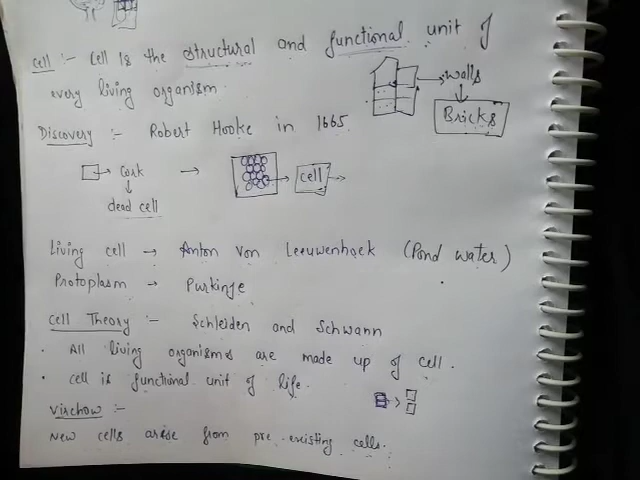 Cell :- Cell is the structural and functional unit of
every living organism.
walls
Bricks
Discovery :- Robert Hooke in 1665
Cork
dead cell
cell
Living cell → Anton Von Leeuwenhoek (Pond water)
Protoplasm → Purkinje
Cell Theory :- Schleiden and Schwann
. All living organisms are made up of cell.
. Cell is functional unit of life.
Virchow :-
New cells arise from pre-existing cells.